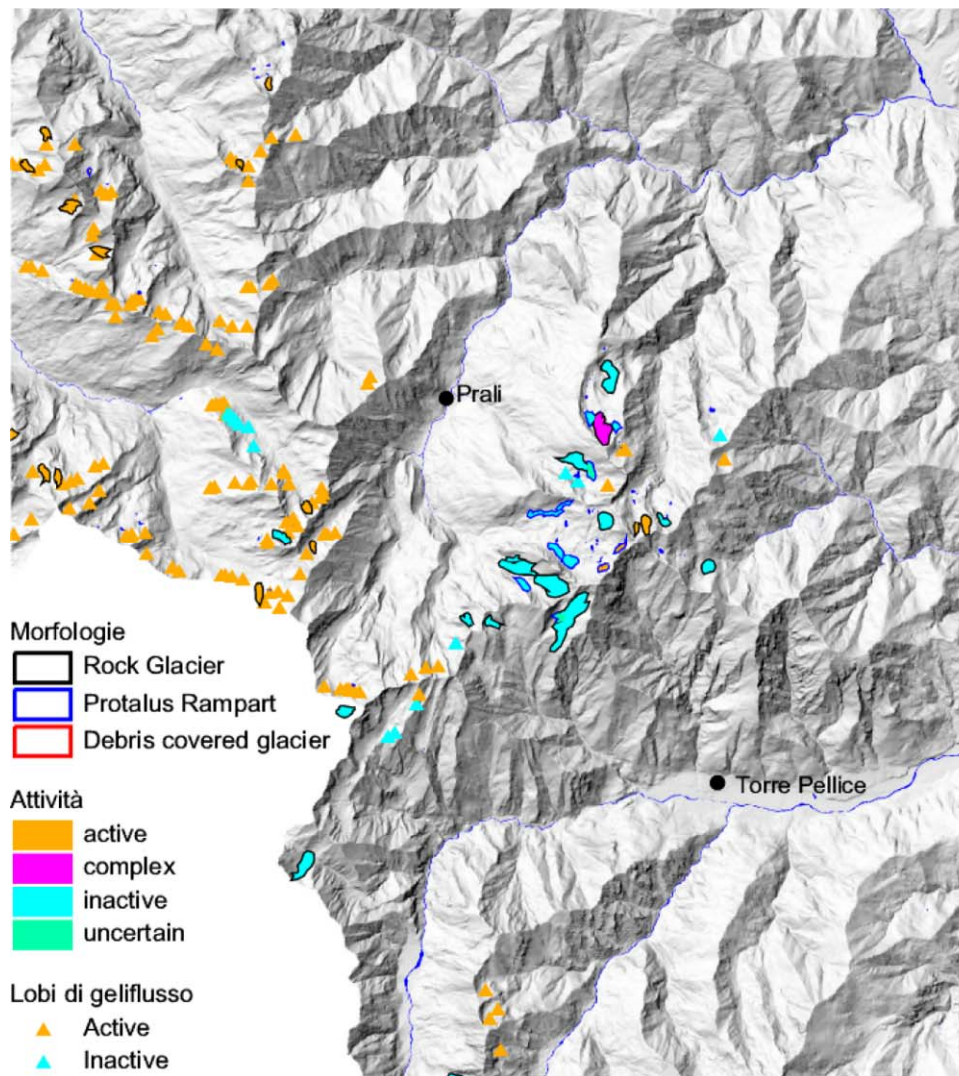 Prali
Morfologie
Rock Glacier
Protalus Rampart
Debris covered glacier
Torre Pellice
Attività
active
complex
inactive
uncertain
Lobi di geliflusso
Active
Inactive